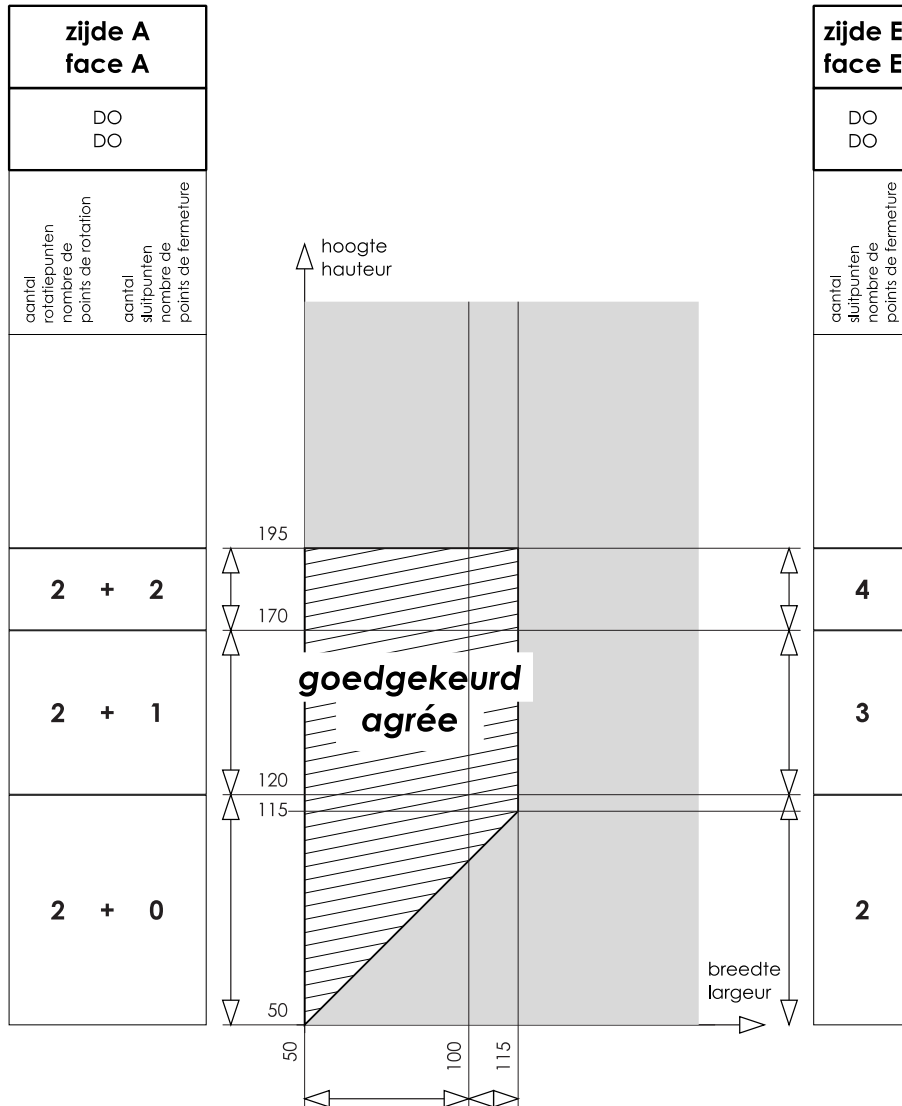 zijde A
face A
DO
DO
aantal
rotatiepunten
nombre de
points de rotation
aantal
sluitpunten
nombre de
points de fermeture
hoogte
hauteur
195
2 + 2
170
goedgekeurd
agrée
2 + 1
120
115
2 + 0
50
breedte
largeur
50
100
115
zijde E
face E
DO
DO
aantal
sluitpunten
nombre de
points de fermeture
4
3
2